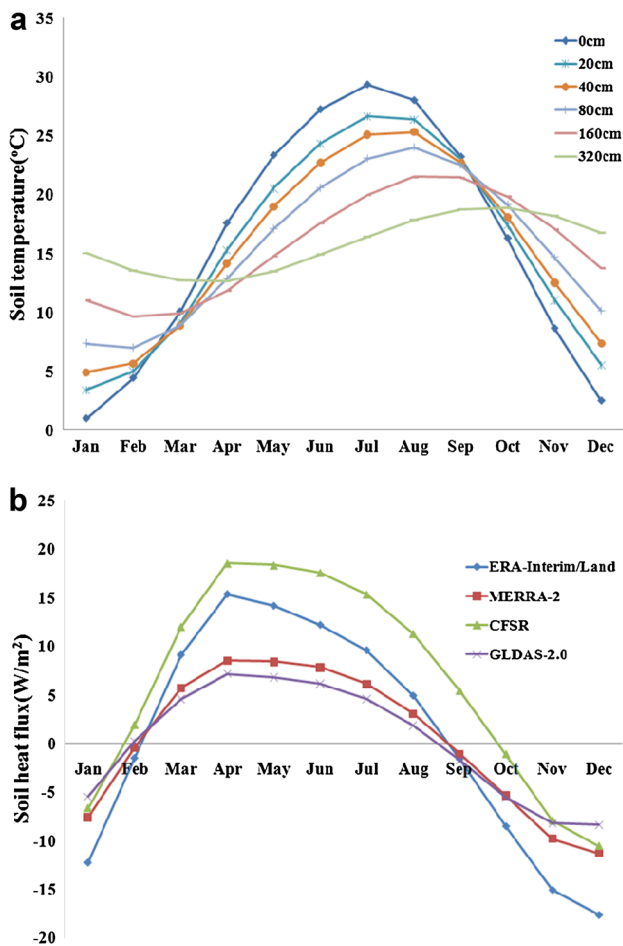 a
Soil temperature(°C)
35
30
25
20
15
10
5
0
Jan Feb Mar Apr May Jun Jul Aug Sep Oct Nov Dec
0cm
20cm
40cm
80cm
160cm
320cm
b
Soil heat flux(W/m²)
25
20
15
10
5
0
-5
-10
-15
-20
Jan Feb Mar Apr May Jun Jul Aug Sep Oct Nov Dec
ERA-Interim/Land
MERRA-2
CFSR
GLDAS-2.0